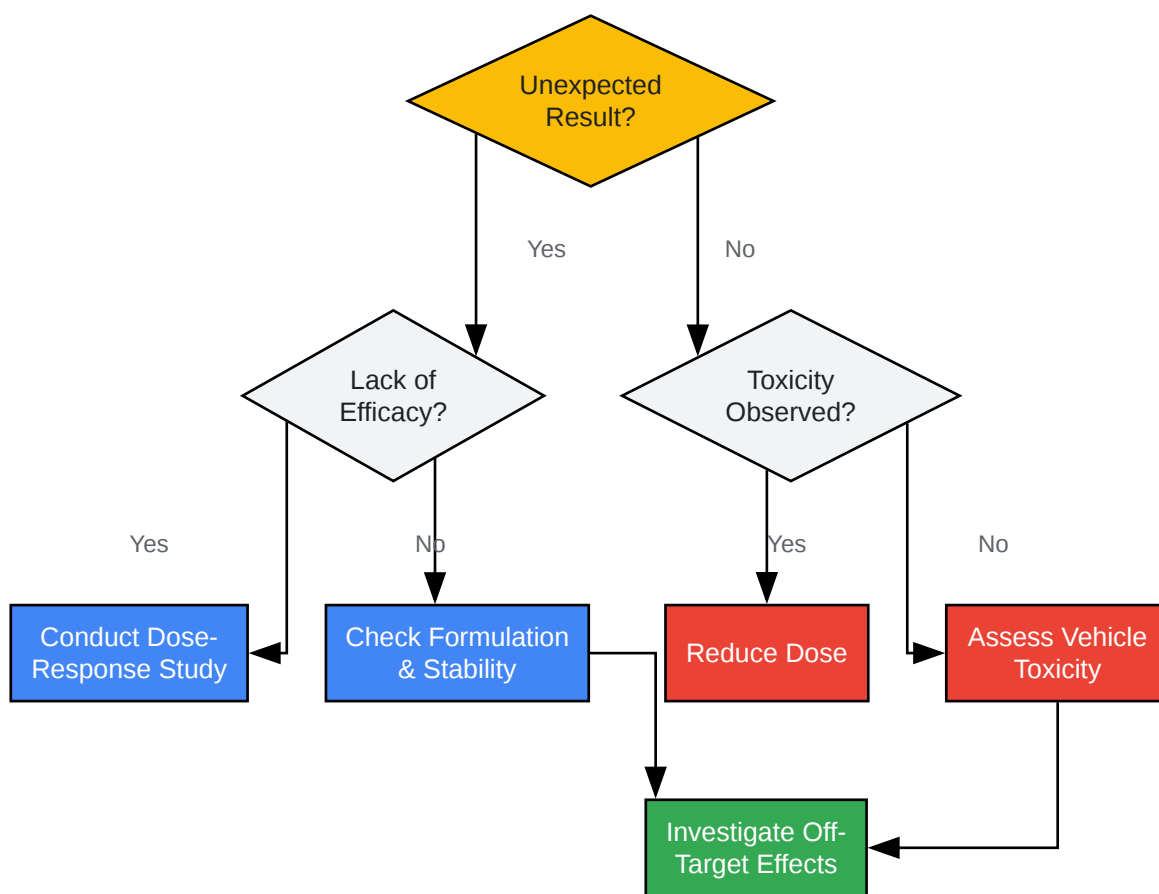 Unexpected
Result?
Yes
No
Lack of
Efficacy?
Toxicity
Observed?
Yes
No
Yes
No
Conduct Dose-
Response Study
Check Formulation
& Stability
Reduce Dose
Assess Vehicle
Toxicity
Investigate Off-
Target Effects